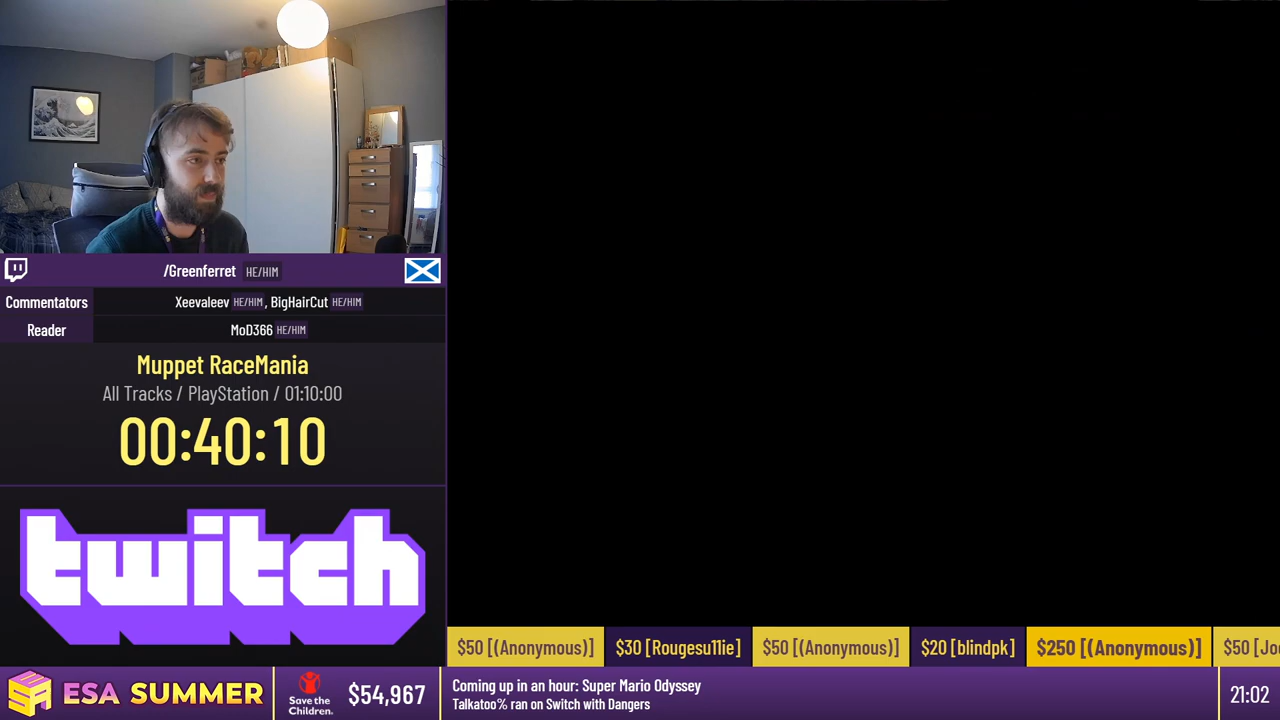 /Greenferret HE/HIM
Commentators Xeevaleev HE/HIM, BigHairCut HE/HIM
Reader MoD366 HE/HIM
Muppet RaceMania
All Tracks / PlayStation / 01:10:00
00:40:10
twitch
$50 [(Anonymous)] $30 [Rougesu11ie] $50 [(Anonymous)] $20 [blindpk] $250 [(Anonymous)] $50 [Jo
ESA SUMMER
Save the
Children.
$54,967
Coming up in an hour: Super Mario Odyssey
Talkatoo% ran on Switch with Dangers
21:02